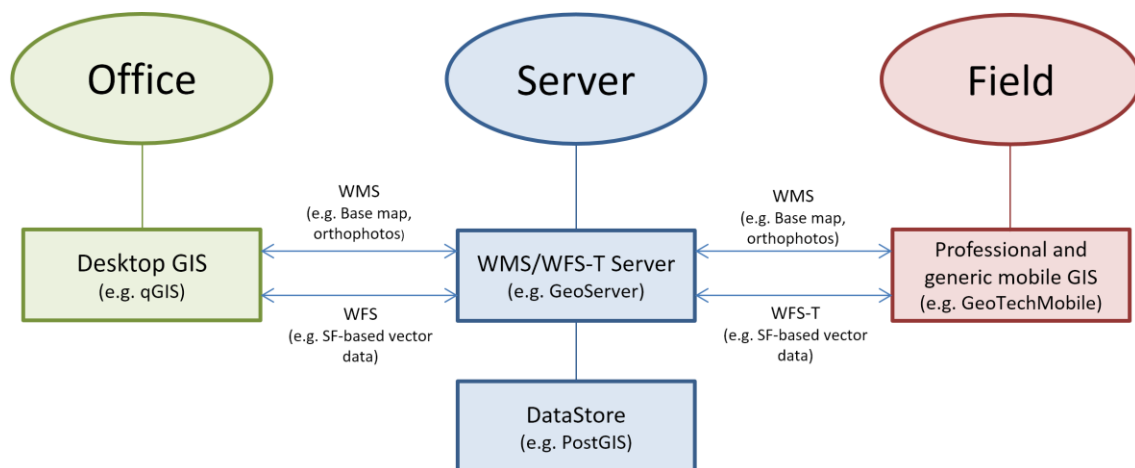 Office
Server
Field
WMS
(e.g. Base map,
orthophotos)
WMS
(e.g. Base map,
orthophotos)
Desktop GIS
(e.g. qGIS)
WMS/WFS-T Server
(e.g. GeoServer)
Professional and
generic mobile GIS
(e.g. GeoTechMobile)
WFS
(e.g. SF-based vector
data)
WFS-T
(e.g. SF-based vector
data)
DataStore
(e.g. PostGIS)